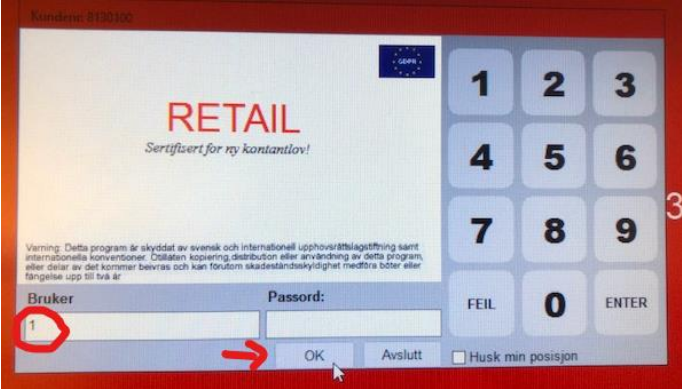 Kundenr: 8130300
GDPR
RETAIL
Sertifisert for ny kontantlov!
Varning: Detta program är skyddat av svensk och internationell upphovsrättslagstiftning samt
internationella konventioner. Otillåten kopiering,distribution eller användning av detta program,
eller delar av det kommer beivras och kan förutom skadeståndsskyldighet medföra böter eller
fängelse upp till två år
Bruker
Passord:
1
OK
Avslutt
1 2 3
4 5 6
7 8 9
FEIL 0 ENTER
Husk min posisjon
3